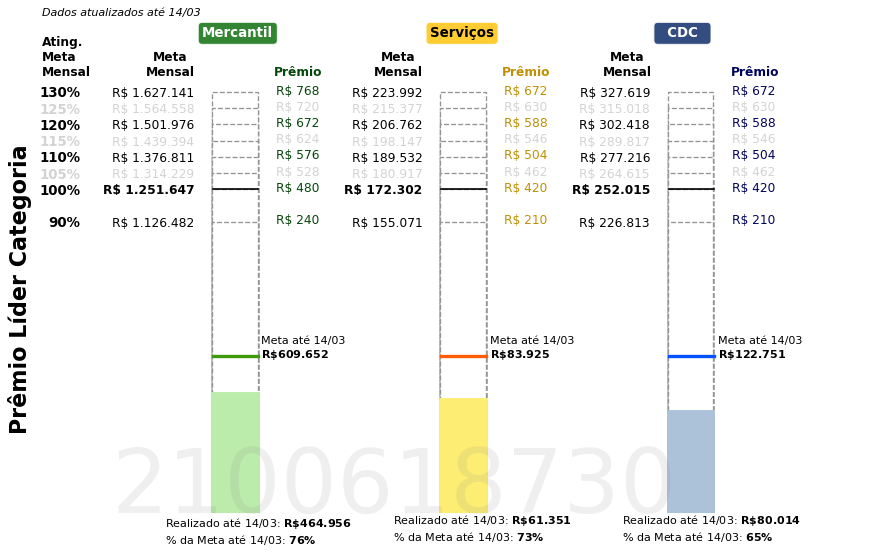 Dados atualizados até 14/03
Mercantil
Serviços
CDC
Ating.
Meta
Mensal
Meta
Mensal
Prêmio
Meta
Mensal
Prêmio
Meta
Mensal
Prêmio
130% R$ 1.627.141 R$ 768 R$ 223.992 R$ 672 R$ 327.619 R$ 672
125% R$ 1.564.558 R$ 720 R$ 215.377 R$ 630 R$ 315.018 R$ 630
120% R$ 1.501.976 R$ 672 R$ 206.762 R$ 588 R$ 302.418 R$ 588
115% R$ 1.439.394 R$ 624 R$ 198.147 R$ 546 R$ 289.817 R$ 546
110% R$ 1.376.811 R$ 576 R$ 189.532 R$ 504 R$ 277.216 R$ 504
105% R$ 1.314.229 R$ 528 R$ 180.917 R$ 462 R$ 264.615 R$ 462
100% R$ 1.251.647 R$ 480 R$ 172.302 R$ 420 R$ 252.015 R$ 420
90% R$ 1.126.482 R$ 240 R$ 155.071 R$ 210 R$ 226.813 R$ 210
Prêmio Líder Categoria
Meta até 14/03
R$609.652
Meta até 14/03
R$83.925
Meta até 14/03
R$122.751
2100618730
Realizado até 14/03: R$464.956
% da Meta até 14/03: 76%
Realizado até 14/03: R$61.351
% da Meta até 14/03: 73%
Realizado até 14/03: R$80.014
% da Meta até 14/03: 65%